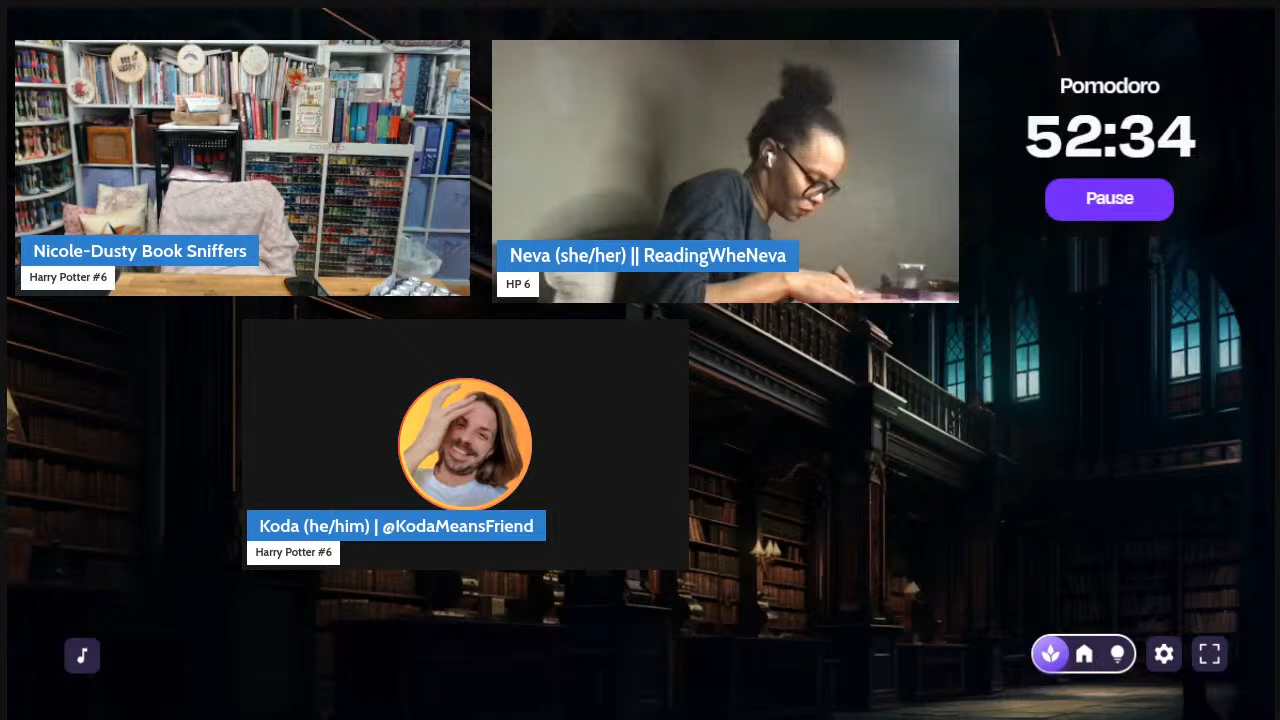 Pomodoro
52:34
Pause
Nicole-Dusty Book Sniffers
Harry Potter #6
Neva (she/her) || ReadingWheNeva
HP 6
Koda (he/him) | @KodaMeansFriend
Harry Potter #6